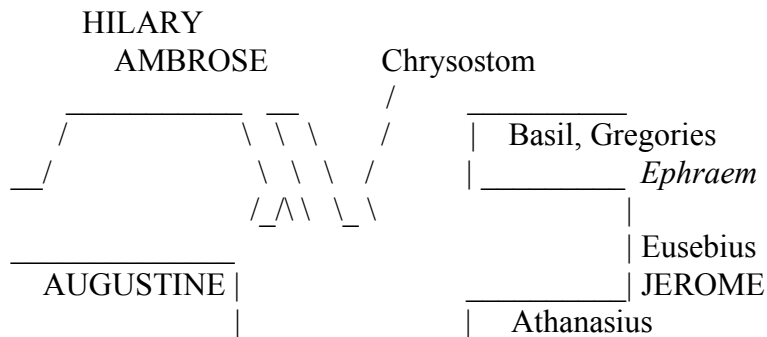 HILARY
AMBROSE Chrysostom
Basil, Gregories
Ephraem
Eusebius
AUGUSTINE JEROME
Athanasius